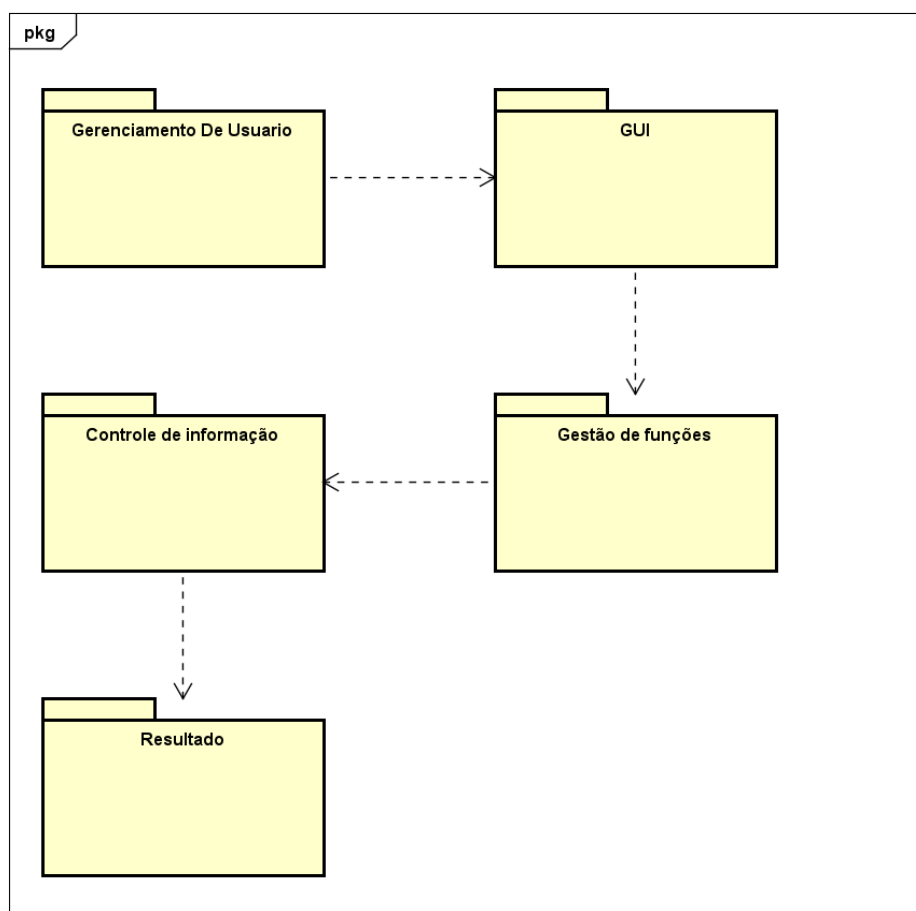 pkg
Gerenciamento De Usuario
GUI
Controle de informação
Gestão de funções
Resultado